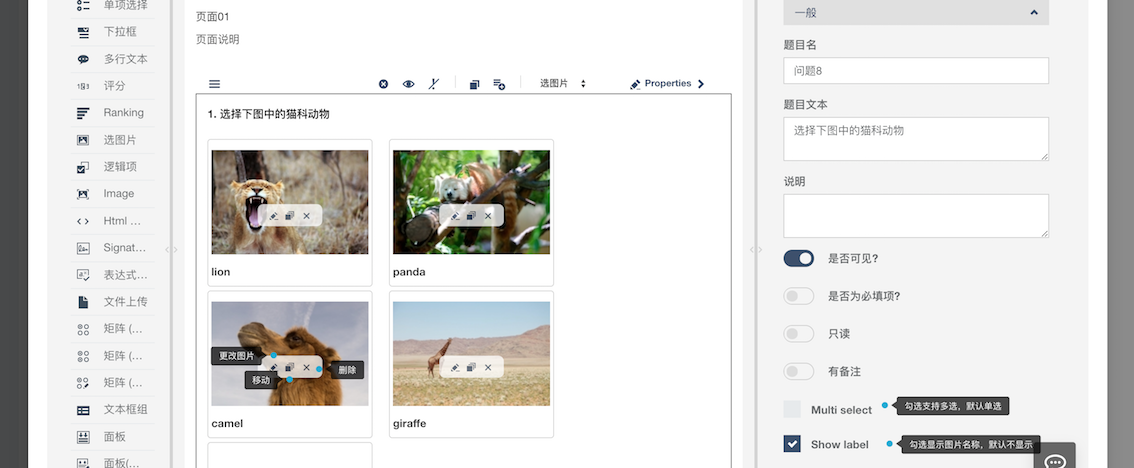 单项选择
下拉框
多行文本
评分
Ranking
选图片
逻辑项
Image
Html ...
Signat...
表达式...
文件上传
矩阵 (...
矩阵 (...
矩阵 (...
文本框组
面板
面板(...
页面01
页面说明
选图片
Properties
1. 选择下图中的猫科动物
lion
panda
更改图片
移动
删除
camel
giraffe
一般
题目名
问题8
题目文本
选择下图中的猫科动物
说明
是否可见?
是否为必填项?
只读
有备注
Multi select
勾选支持多选，默认单选
Show label
勾选显示图片名称，默认不显示